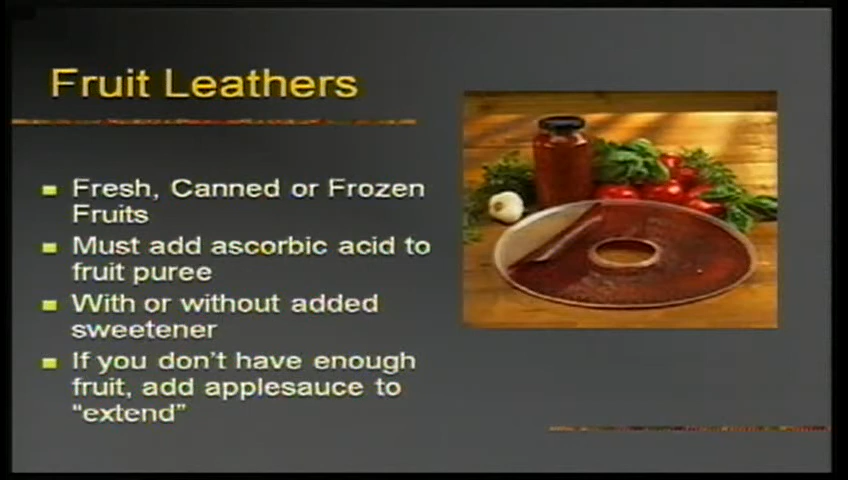 Fruit Leathers
Fresh, Canned or Frozen
Fruits
Must add ascorbic acid to
fruit puree
With or without added
sweetener
If you don't have enough
fruit, add applesauce to
“extend”